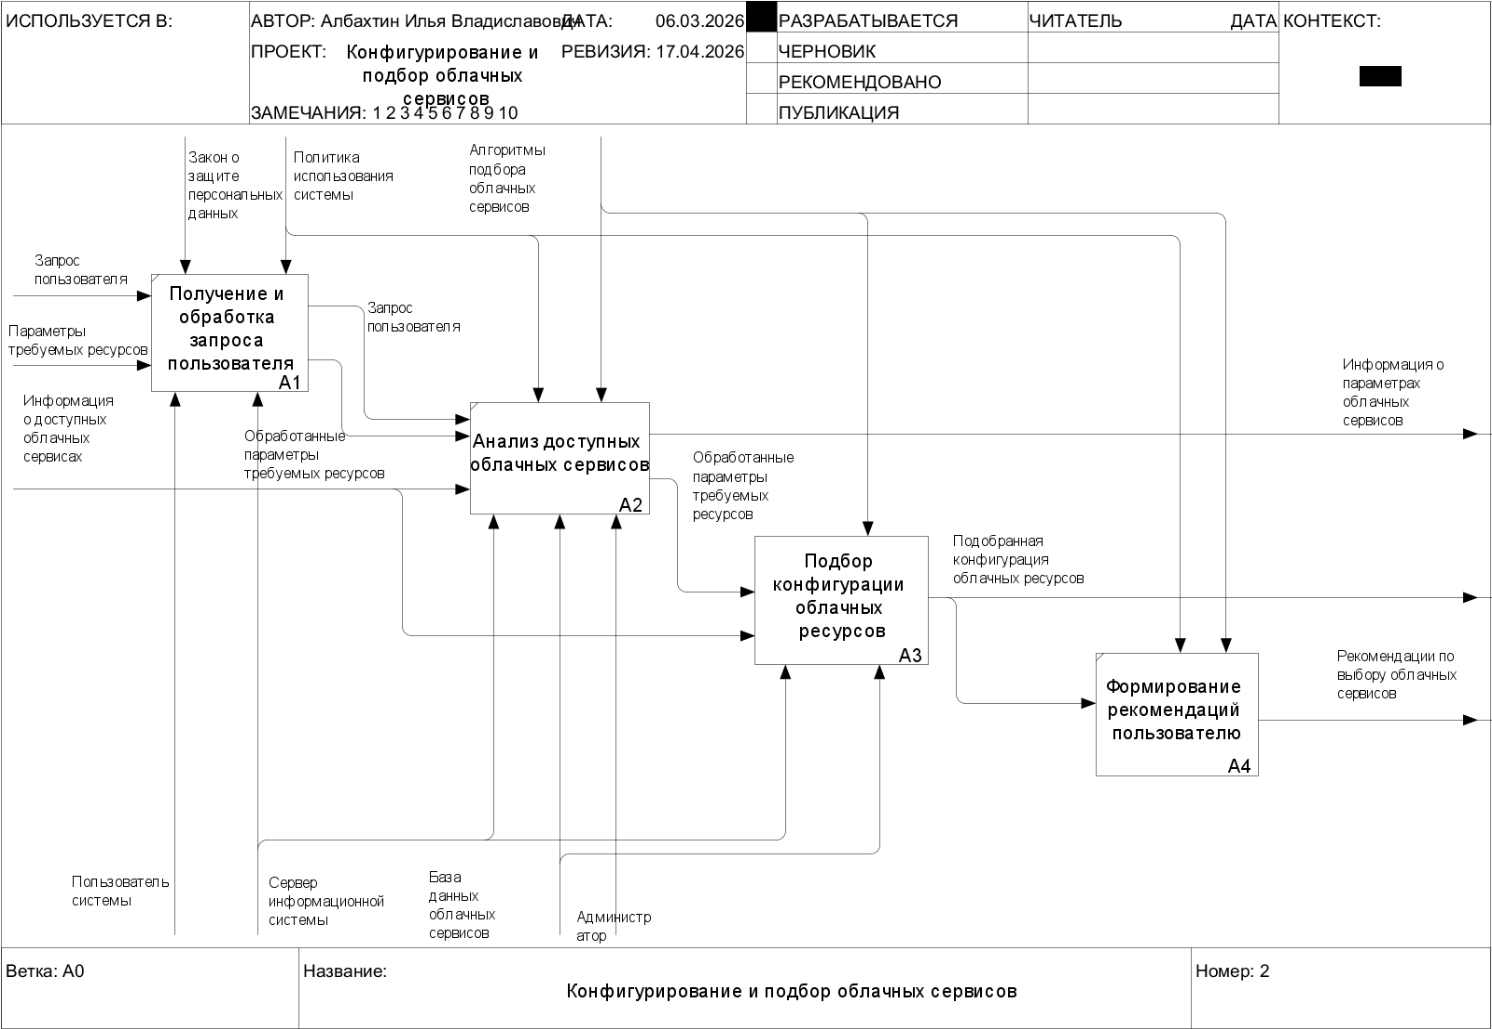 ИСПОЛЬЗУЕТСЯ В:
АВТОР: Албахтин Илья Владиславович
ДАТА: 06.03.2026
ПРОЕКТ: Конфигурирование и
подбор облачных
сервисов
РЕВИЗИЯ: 17.04.2026
ЗАМЕЧАНИЯ: 1 2 3 4 5 6 7 8 9 10
РАЗРАБАТЫВАЕТСЯ
ЧЕРНОВИК
РЕКОМЕНДОВАНО
ПУБЛИКАЦИЯ
ЧИТАТЕЛЬ
ДАТА
КОНТЕКСТ:
Закон о
защите
персональных
данных
Политика
использования
системы
Алгоритмы
подбора
облачных
сервисов
Запрос
пользователя
Параметры
требуемых ресурсов
Информация
о доступных
облачных
сервисах
Получение и
обработка
запроса
пользователя
A1
Запрос
пользователя
Обработанные
параметры
требуемых ресурсов
Анализ доступных
облачных сервисов
A2
Информация о
параметрах
облачных
сервисов
Обработанные
параметры
требуемых
ресурсов
Подбор
конфигурации
облачных
ресурсов
A3
Подобранная
конфигурация
облачных ресурсов
Формирование
рекомендаций
пользователю
A4
Рекомендации по
выбору облачных
сервисов
Пользователь
системы
Сервер
информационной
системы
База
данных
облачных
сервисов
Администр
атор
Ветка: A0
Название:
Конфигурирование и подбор облачных сервисов
Номер: 2